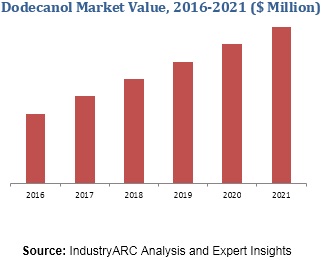 Dodecanol Market Value, 2016-2021 ($ Million)
2016 2017 2018 2019 2020 2021
Source: IndustryARC Analysis and Expert Insights